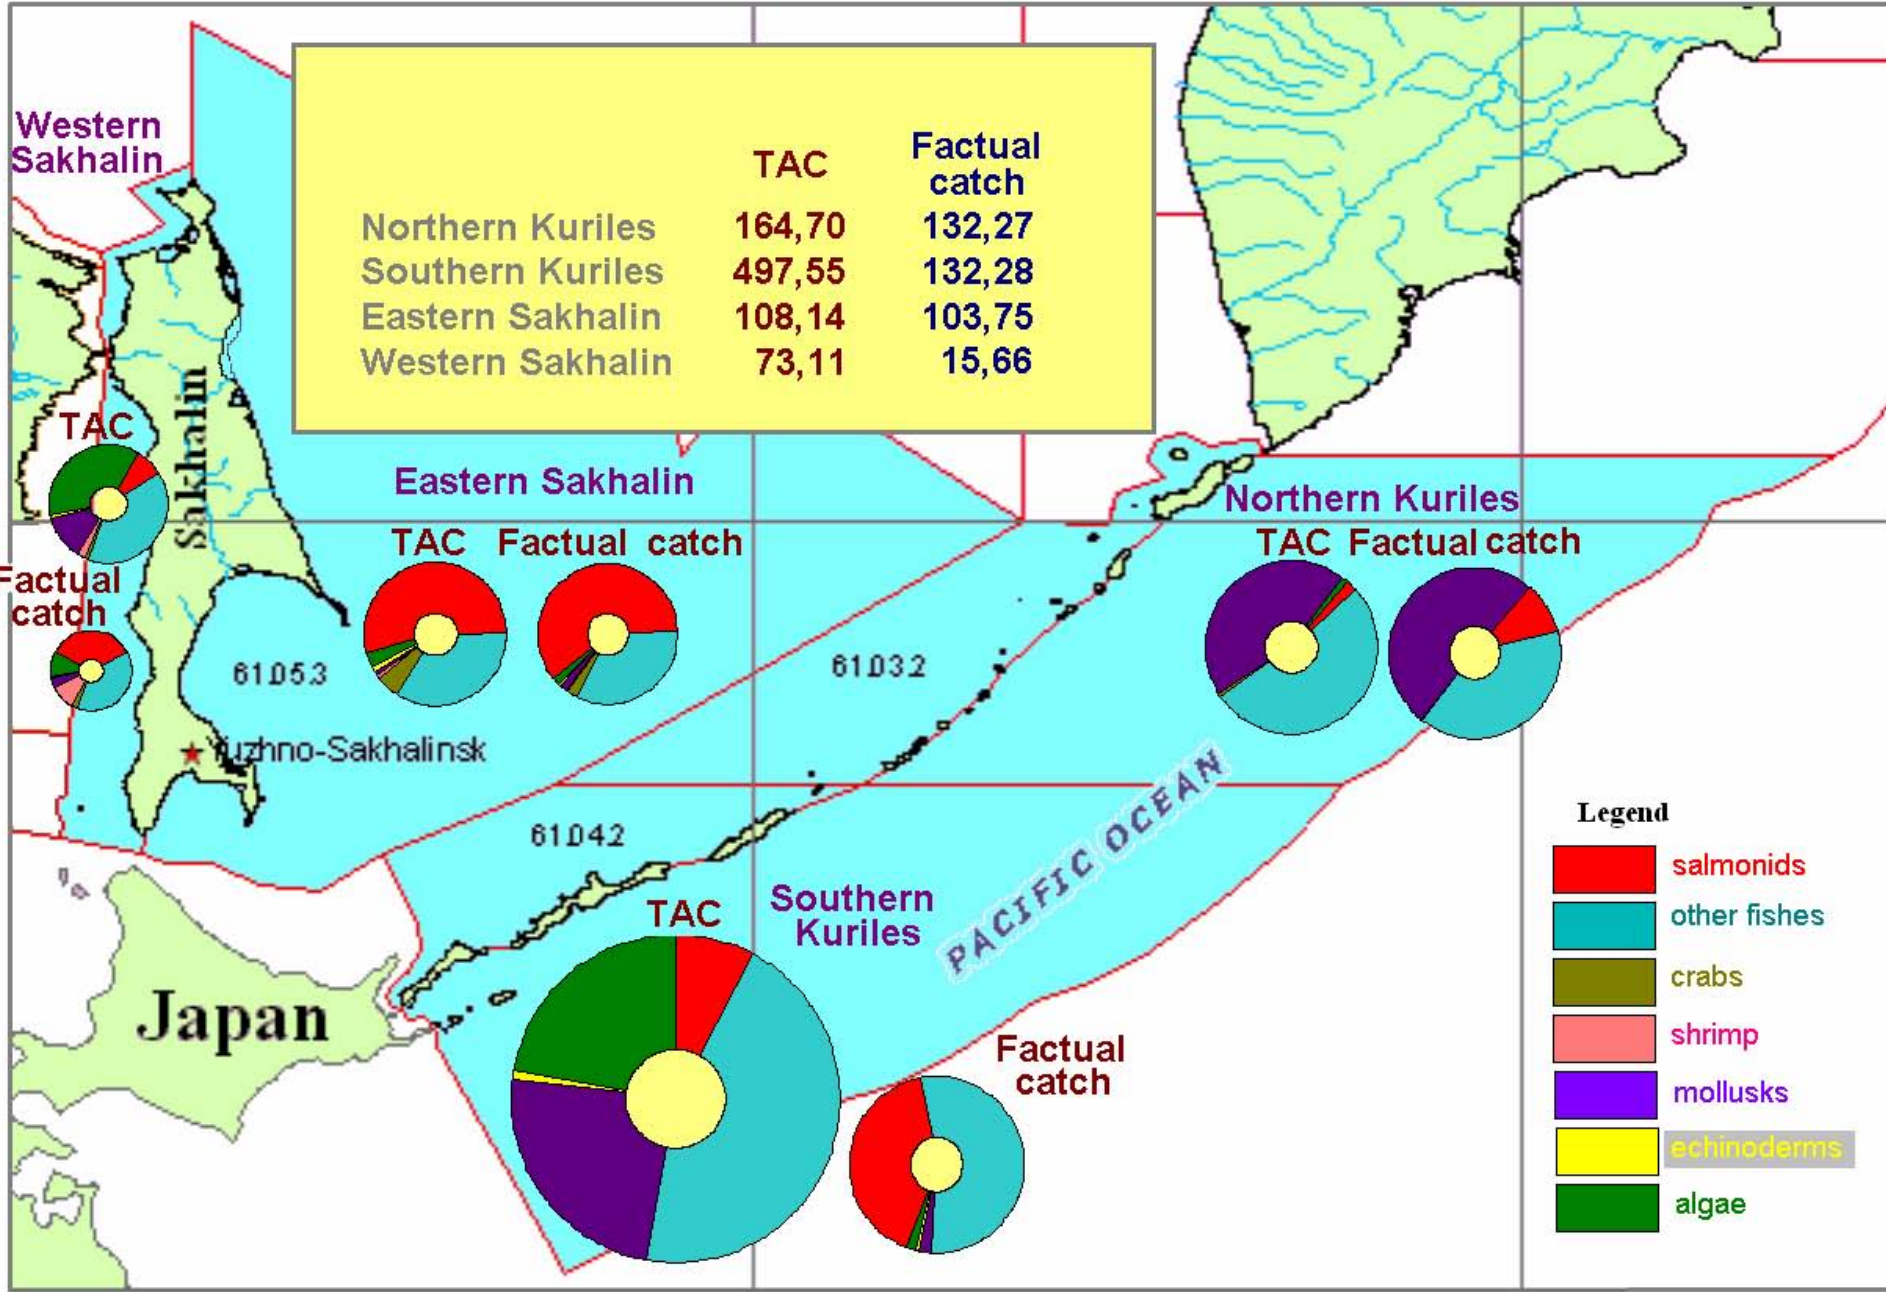 Western
Sakhalin
TAC
Factual
catch
Northern Kuriles 164,70 132,27
Southern Kuriles 497,55 132,28
Eastern Sakhalin 108,14 103,75
Western Sakhalin 73,11 15,66
TAC
Sakhalin
Factual
catch
Eastern Sakhalin
TAC Factual catch
Northern Kuriles
TAC Factual catch
61.05.3
61.03.2
Yuzhno-Sakhalinsk
61.04.2
PACIFIC OCEAN
Southern
Kuriles
TAC
Factual
catch
Japan
Legend
salmonids
other fishes
crabs
shrimp
mollusks
echinoderms
algae